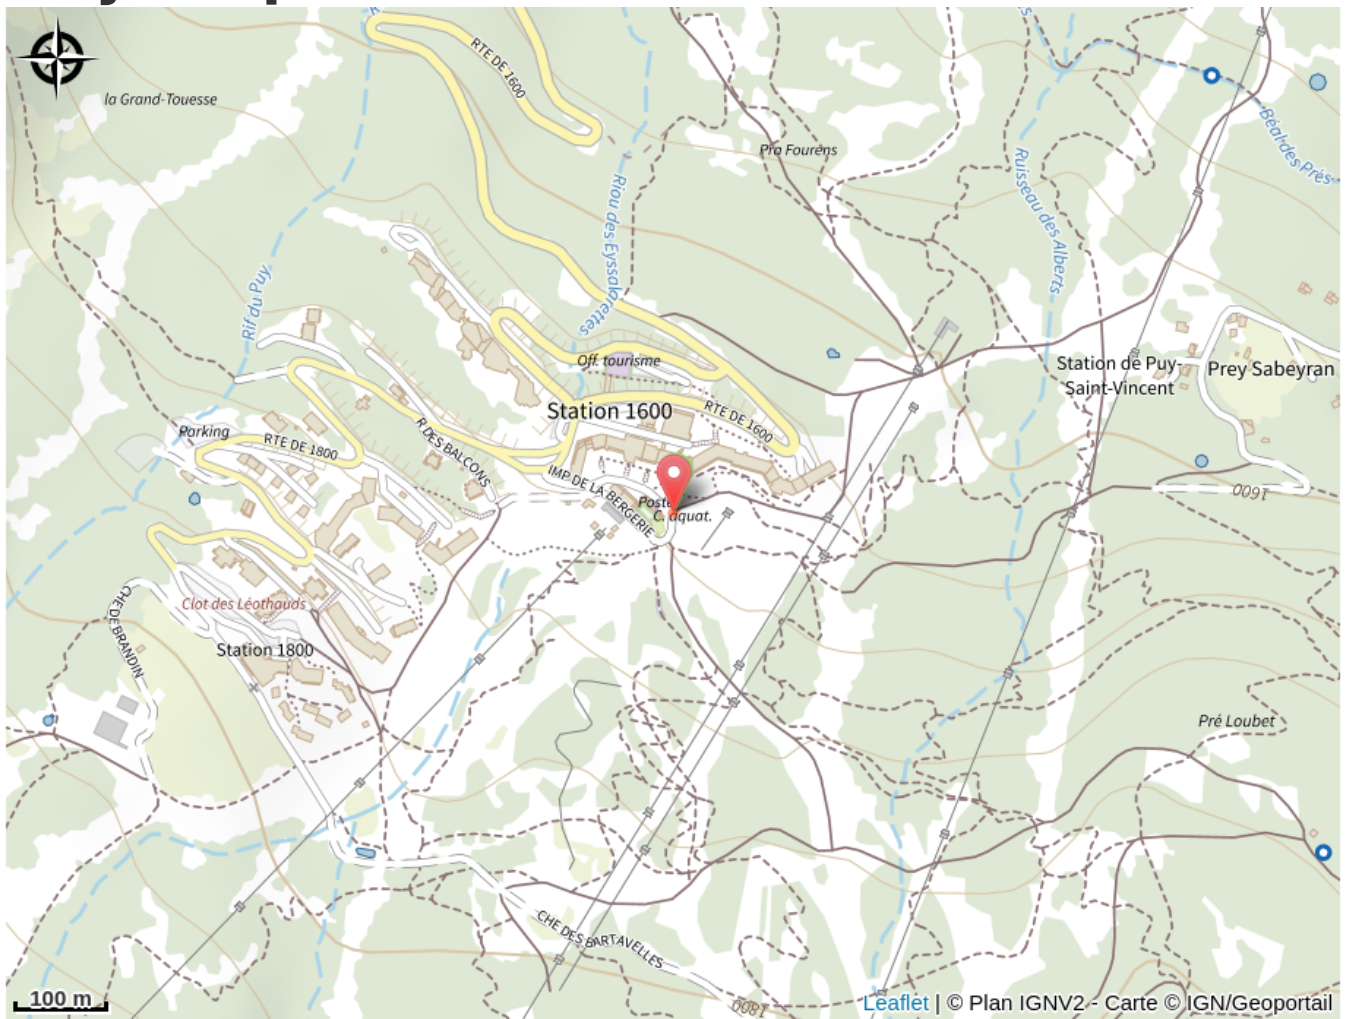 RTE DE 1600
la Grand-Touesse
Béal des Prés
Pra Fourens
Riou des Eyssalarettes
Ruisseau des Alberts
Rif du Puy
Off. tourisme
Station de Puy-
Saint-Vincent
Prey Sabeyran
Station 1600
RTE DE 1600
Parking
RTE DE 1800
R DES BALCONS
IMP DE LA BERGERIE
Poste
aquat.
1600
CHE DE BRANDIN
Clot des Léothauds
Station 1800
Pré Loubet
CHE DES BARTAVELLES
1800
100 m
Leaflet | © Plan IGNV2 - Carte © IGN/Geoportail